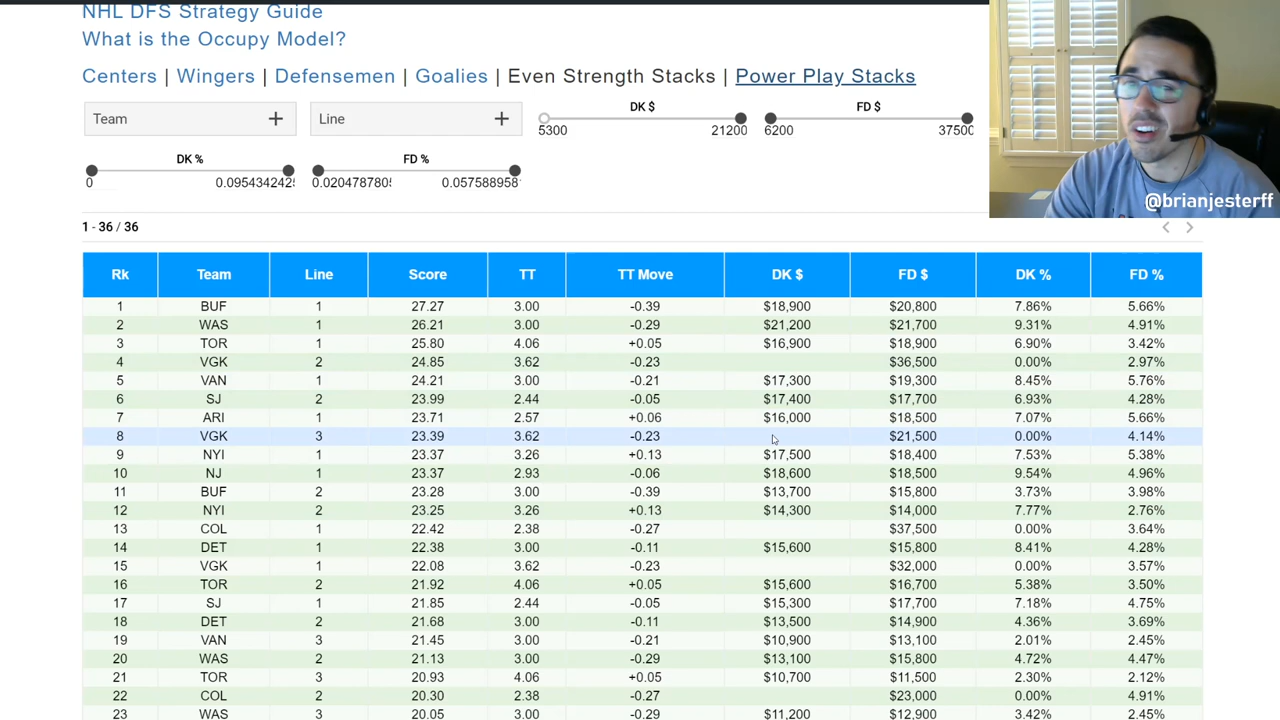 NHL DFS Strategy Guide
What is the Occupy Model?
Centers | Wingers | Defensemen | Goalies | Even Strength Stacks | Power Play Stacks
Team + Line + DK $ FD $
5300 21200 6200 37500
DK % FD %
0 0.095434242 0.020478780 0.057588958
@brianjesterff
1 - 36 / 36
Rk Team Line Score TT TT Move DK $ FD $ DK % FD %
1 BUF 1 27.27 3.00 -0.39 $18,900 $20,800 7.86% 5.66%
2 WAS 1 26.21 3.00 -0.29 $21,200 $21,700 9.31% 4.91%
3 TOR 1 25.80 4.06 +0.05 $16,900 $18,900 6.90% 3.42%
4 VGK 2 24.85 3.62 -0.23 $36,500 0.00% 2.97%
5 VAN 1 24.21 3.00 -0.21 $17,300 $19,300 8.45% 5.76%
6 SJ 2 23.99 2.44 -0.05 $17,400 $17,700 6.93% 4.28%
7 ARI 1 23.71 2.57 +0.06 $16,000 $18,500 7.07% 5.66%
8 VGK 3 23.39 3.62 -0.23 $21,500 0.00% 4.14%
9 NYI 1 23.37 3.26 +0.13 $17,500 $18,400 7.53% 5.38%
10 NJ 1 23.37 2.93 -0.06 $18,600 $18,500 9.54% 4.96%
11 BUF 2 23.28 3.00 -0.39 $13,700 $15,800 3.73% 3.98%
12 NYI 2 23.25 3.26 +0.13 $14,300 $14,000 7.77% 2.76%
13 COL 1 22.42 2.38 -0.27 $37,500 0.00% 3.64%
14 DET 1 22.38 3.00 -0.11 $15,600 $15,800 8.41% 4.28%
15 VGK 1 22.08 3.62 -0.23 $32,000 0.00% 3.57%
16 TOR 2 21.92 4.06 +0.05 $15,600 $16,700 5.38% 3.50%
17 SJ 1 21.85 2.44 -0.05 $15,300 $17,700 7.18% 4.75%
18 DET 2 21.68 3.00 -0.11 $13,500 $14,900 4.36% 3.69%
19 VAN 3 21.45 3.00 -0.21 $10,900 $13,100 2.01% 2.45%
20 WAS 2 21.13 3.00 -0.29 $13,100 $15,800 4.72% 4.47%
21 TOR 3 20.93 4.06 +0.05 $10,700 $11,500 2.30% 2.12%
22 COL 2 20.30 2.38 -0.27 $23,000 0.00% 4.91%
23 WAS 3 20.05 3.00 -0.29 $11,200 $12,900 3.42% 2.45%